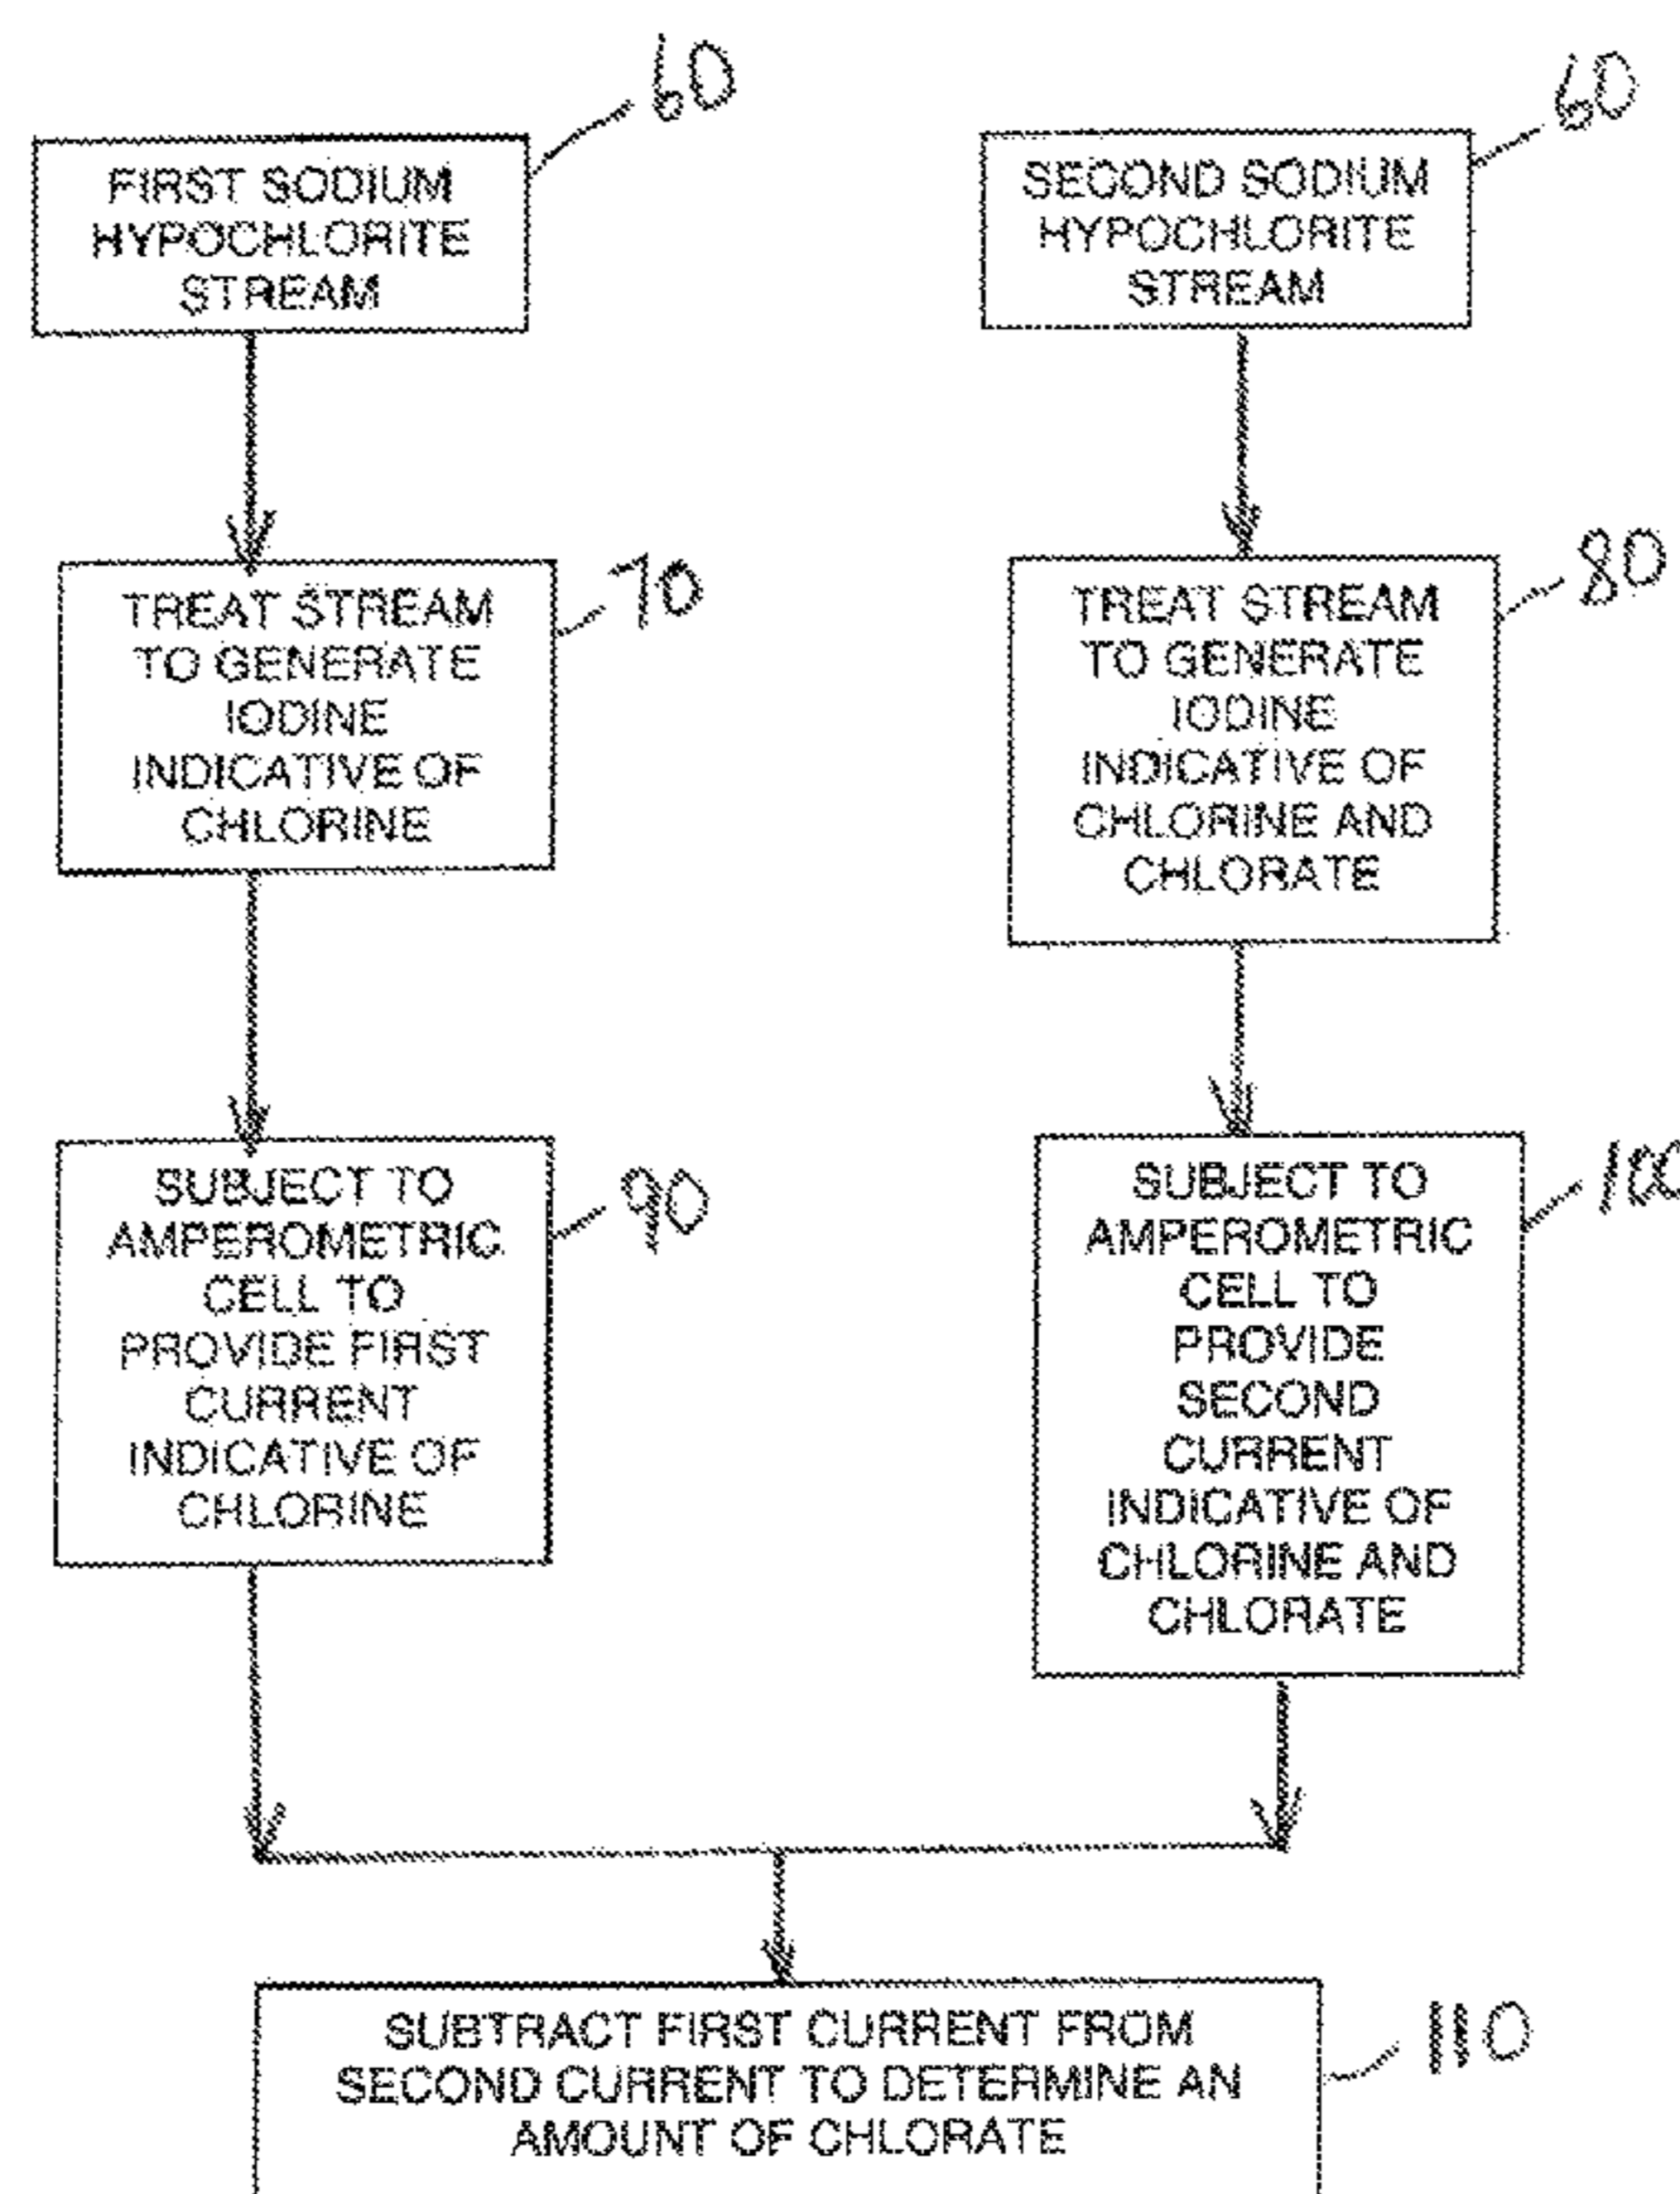 60
FIRST SODIUM
HYPOCHLORITE
STREAM
60
SECOND SODIUM
HYPOCHLORITE
STREAM
70
TREAT STREAM
TO GENERATE
IODINE
INDICATIVE OF
CHLORINE
80
TREAT STREAM
TO GENERATE
IODINE
INDICATIVE OF
CHLORINE AND
CHLORATE
90
SUBJECT TO
AMPEROMETRIC
CELL TO
PROVIDE FIRST
CURRENT
INDICATIVE OF
CHLORINE
100
SUBJECT TO
AMPEROMETRIC
CELL TO
PROVIDE
SECOND
CURRENT
INDICATIVE OF
CHLORINE AND
CHLORATE
110
SUBTRACT FIRST CURRENT FROM
SECOND CURRENT TO DETERMINE AN
AMOUNT OF CHLORATE